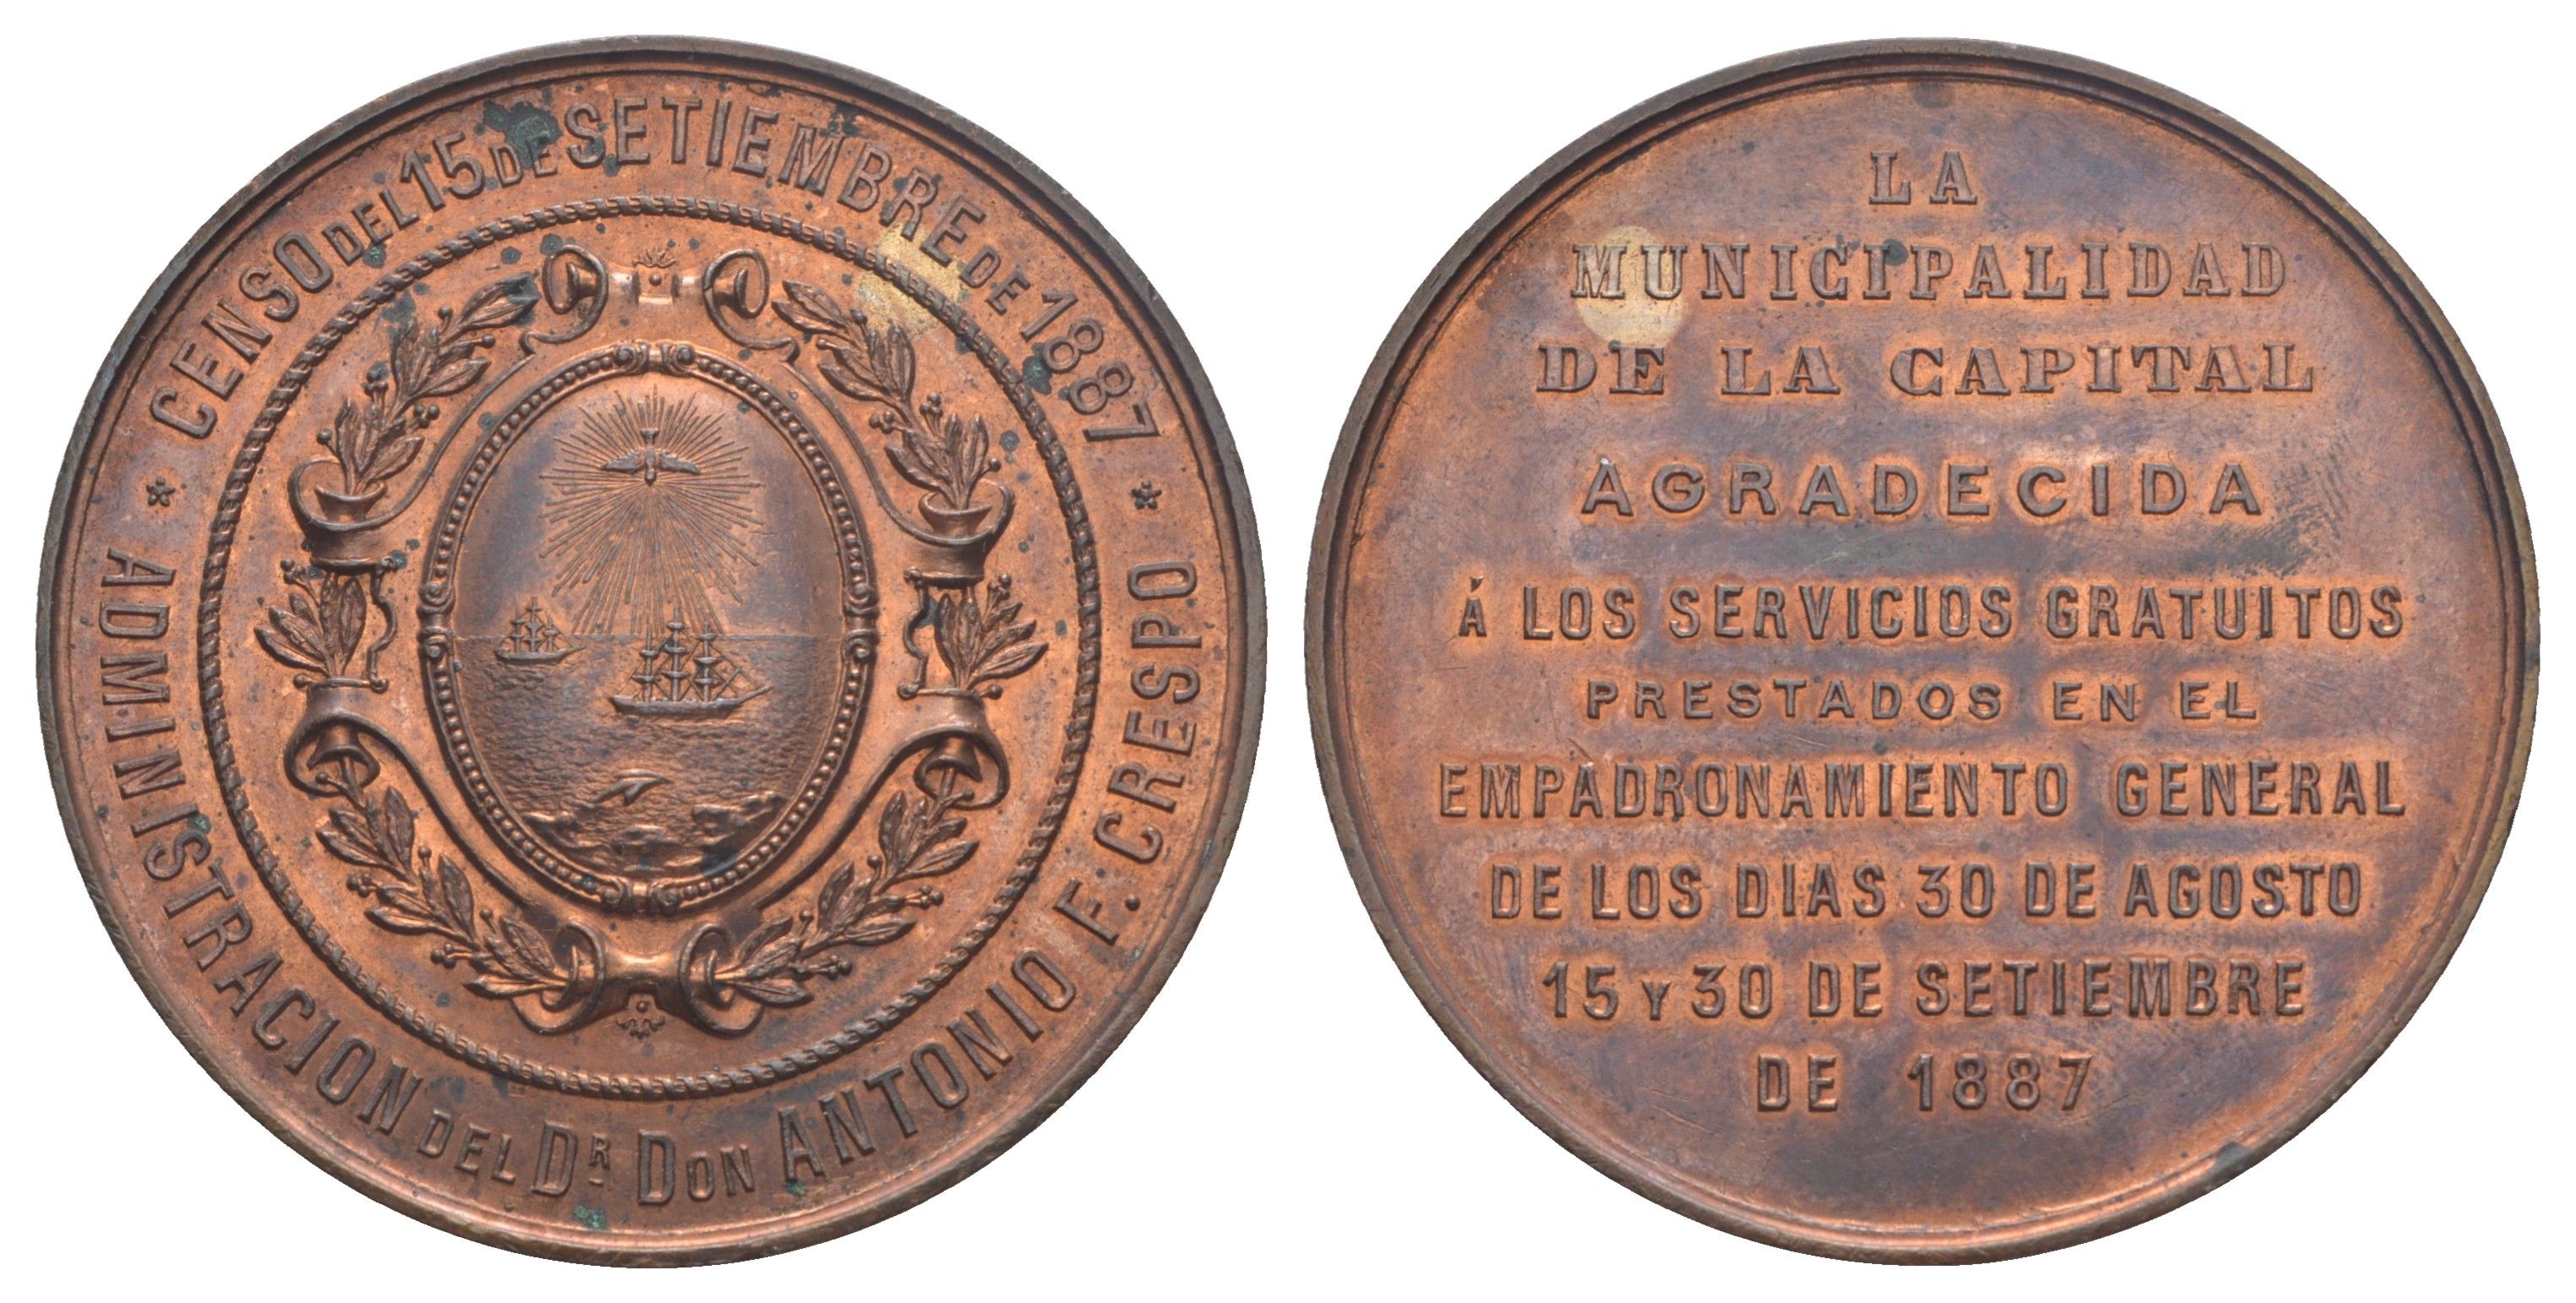 CENSO DEL 15 DE SETIEMBRE DE 1887
ADMINISTRACION DEL DR DON ANTONIO F. CRESPO
LA
MUNICIPALIDAD
DE LA CAPITAL
AGRADECIDA
Á LOS SERVICIOS GRATUITOS
PRESTADOS EN EL
EMPADRONAMIENTO GENERAL
DE LOS DIAS 30 DE AGOSTO
15 Y 30 DE SETIEMBRE
DE 1887